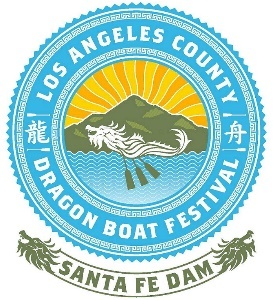 LOS ANGELES COUNTY
龍 舟
DRAGON BOAT FESTIVAL
SANTA FE DAM